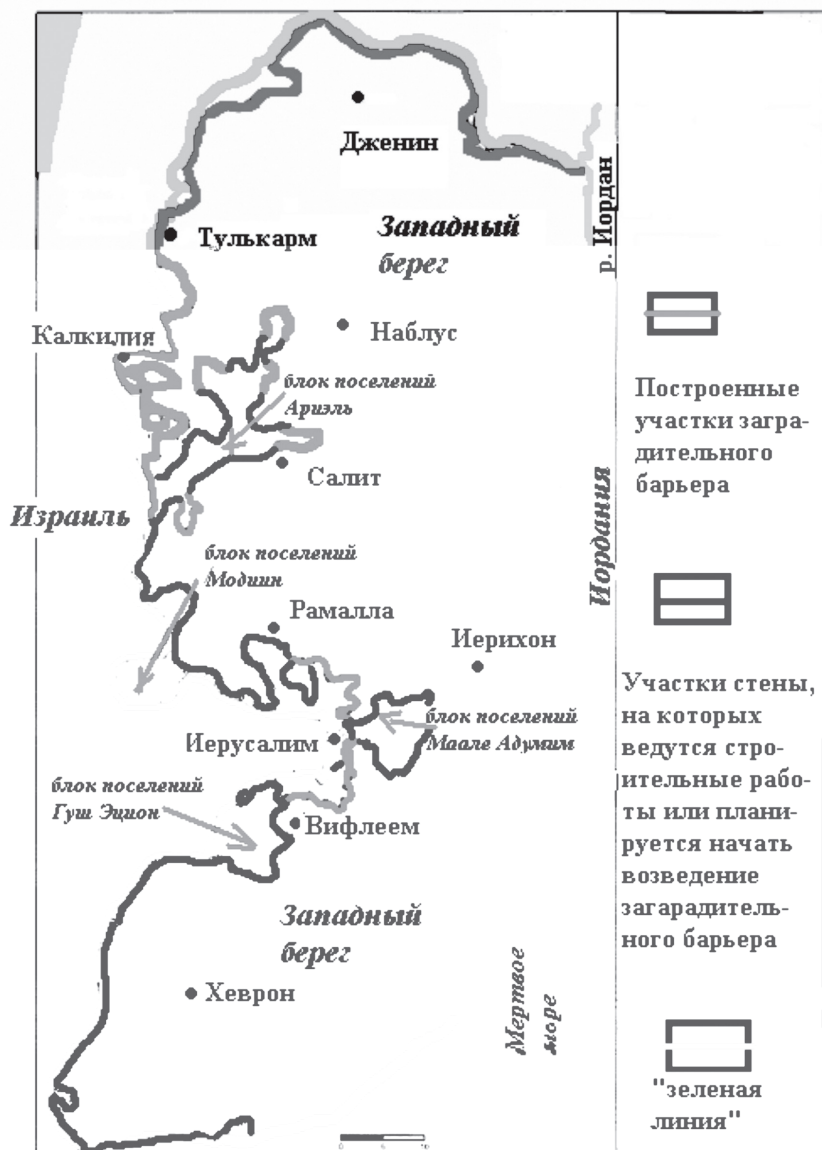 Дженин
Западный
берег
р. Иордан
Тулькарм
Калкилия
Наблус
блок поселений
Ариэль
Салит
Израиль
блок поселений
Модиин
Рамалла
Иерихон
Иордания
Иерусалим
блок поселений
Маале Адумим
блок поселений
Гуш Эцион
Вифлеем
Западный
берег
Хеврон
Мертвое
море
Построенные
участки загра-
дительного
барьера
Участки стены,
на которых
ведутся стро-
ительные рабо-
ты или плани-
руется начать
возведение
загарадитель-
ного барьера
"зеленая
линия"